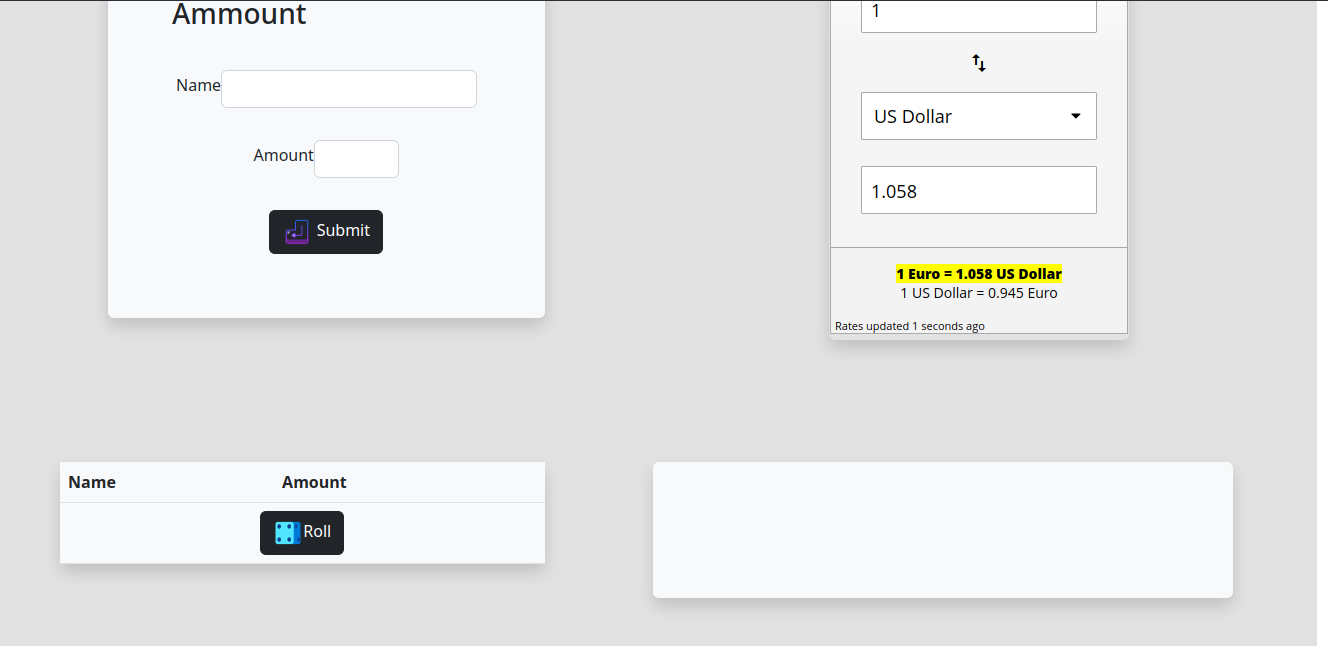 Ammount
Name
Amount
Submit
1
US Dollar
1.058
1 Euro = 1.058 US Dollar
1 US Dollar = 0.945 Euro
Rates updated 1 seconds ago
Name Amount
Roll